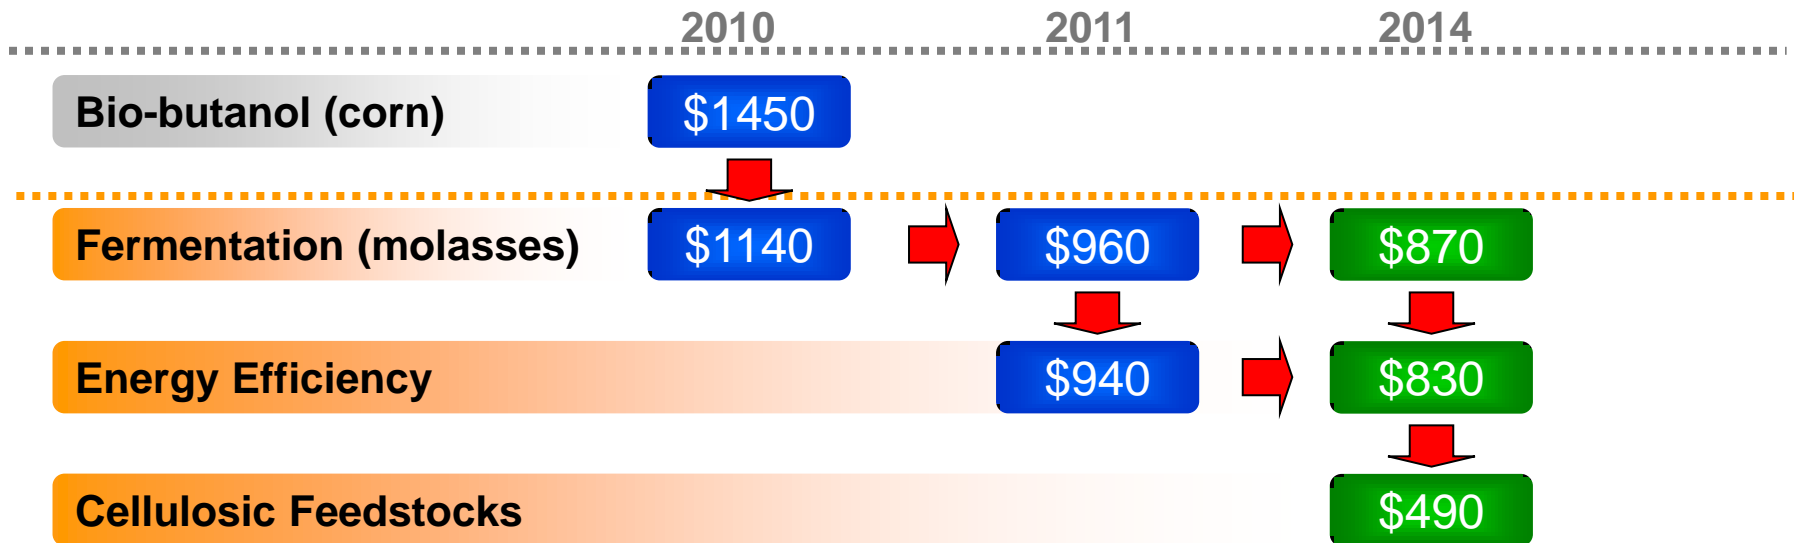 2010 2011 2014
Bio-butanol (corn) $1450
Fermentation (molasses) $1140 $960 $870
Energy Efficiency $940 $830
Cellulosic Feedstocks $490